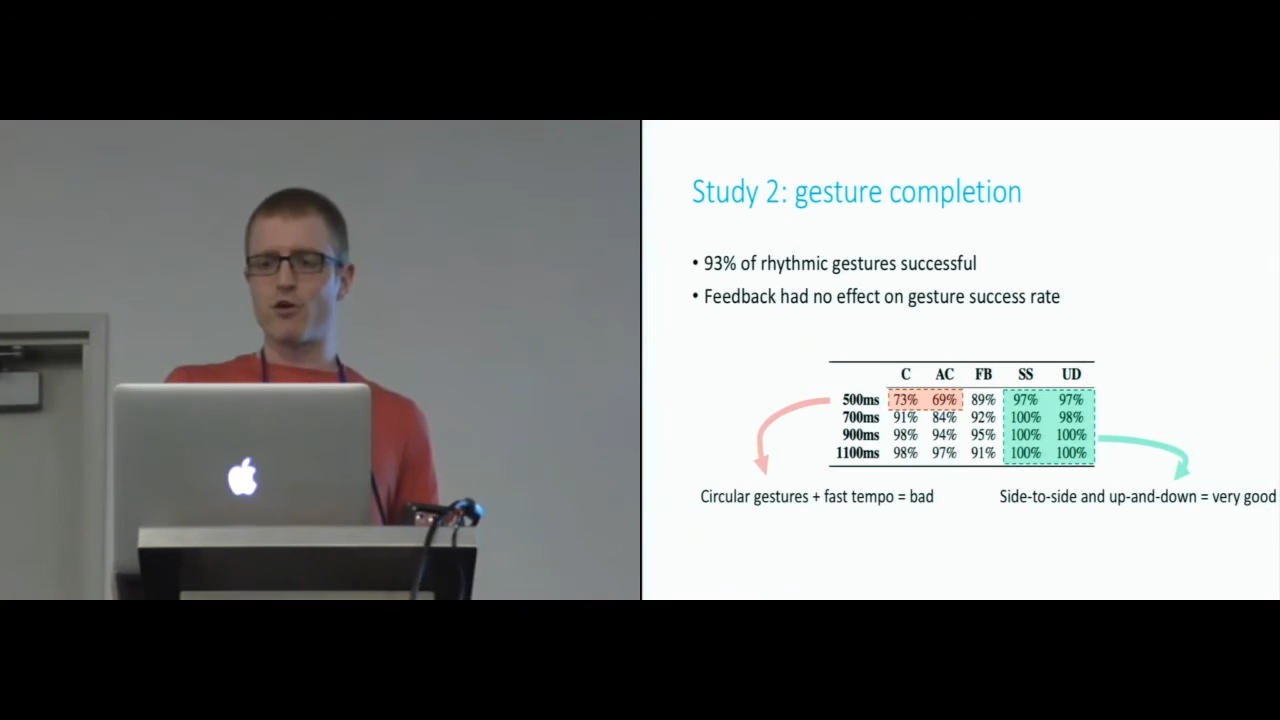 Study 2: gesture completion
• 93% of rhythmic gestures successful
• Feedback had no effect on gesture success rate
C AC FB SS UD
500ms 73% 69% 89% 97% 97%
700ms 91% 84% 92% 100% 98%
900ms 98% 94% 95% 100% 100%
1100ms 98% 97% 91% 100% 100%
Circular gestures + fast tempo = bad
Side-to-side and up-and-down = very good